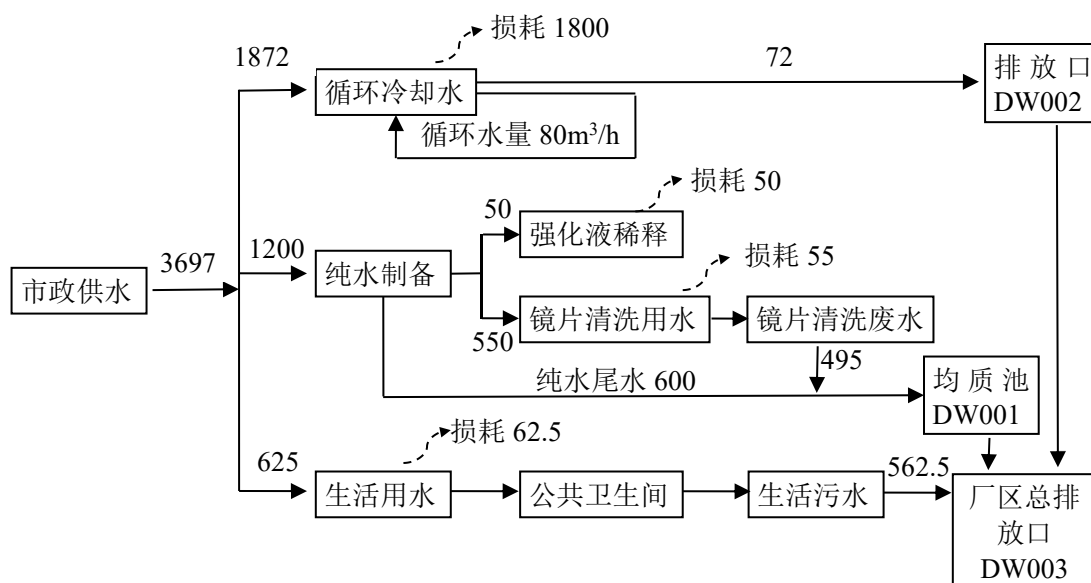 损耗 1800
1872
72
循环冷却水
排放口
DW002
循环水量 80m³/h
损耗 50
50
强化液稀释
1200
3697
市政供水
纯水制备
损耗 55
550
镜片清洗用水
镜片清洗废水
495
纯水尾水 600
均质池
DW001
损耗 62.5
625
562.5
生活用水
公共卫生间
生活污水
厂区总排
放口
DW003